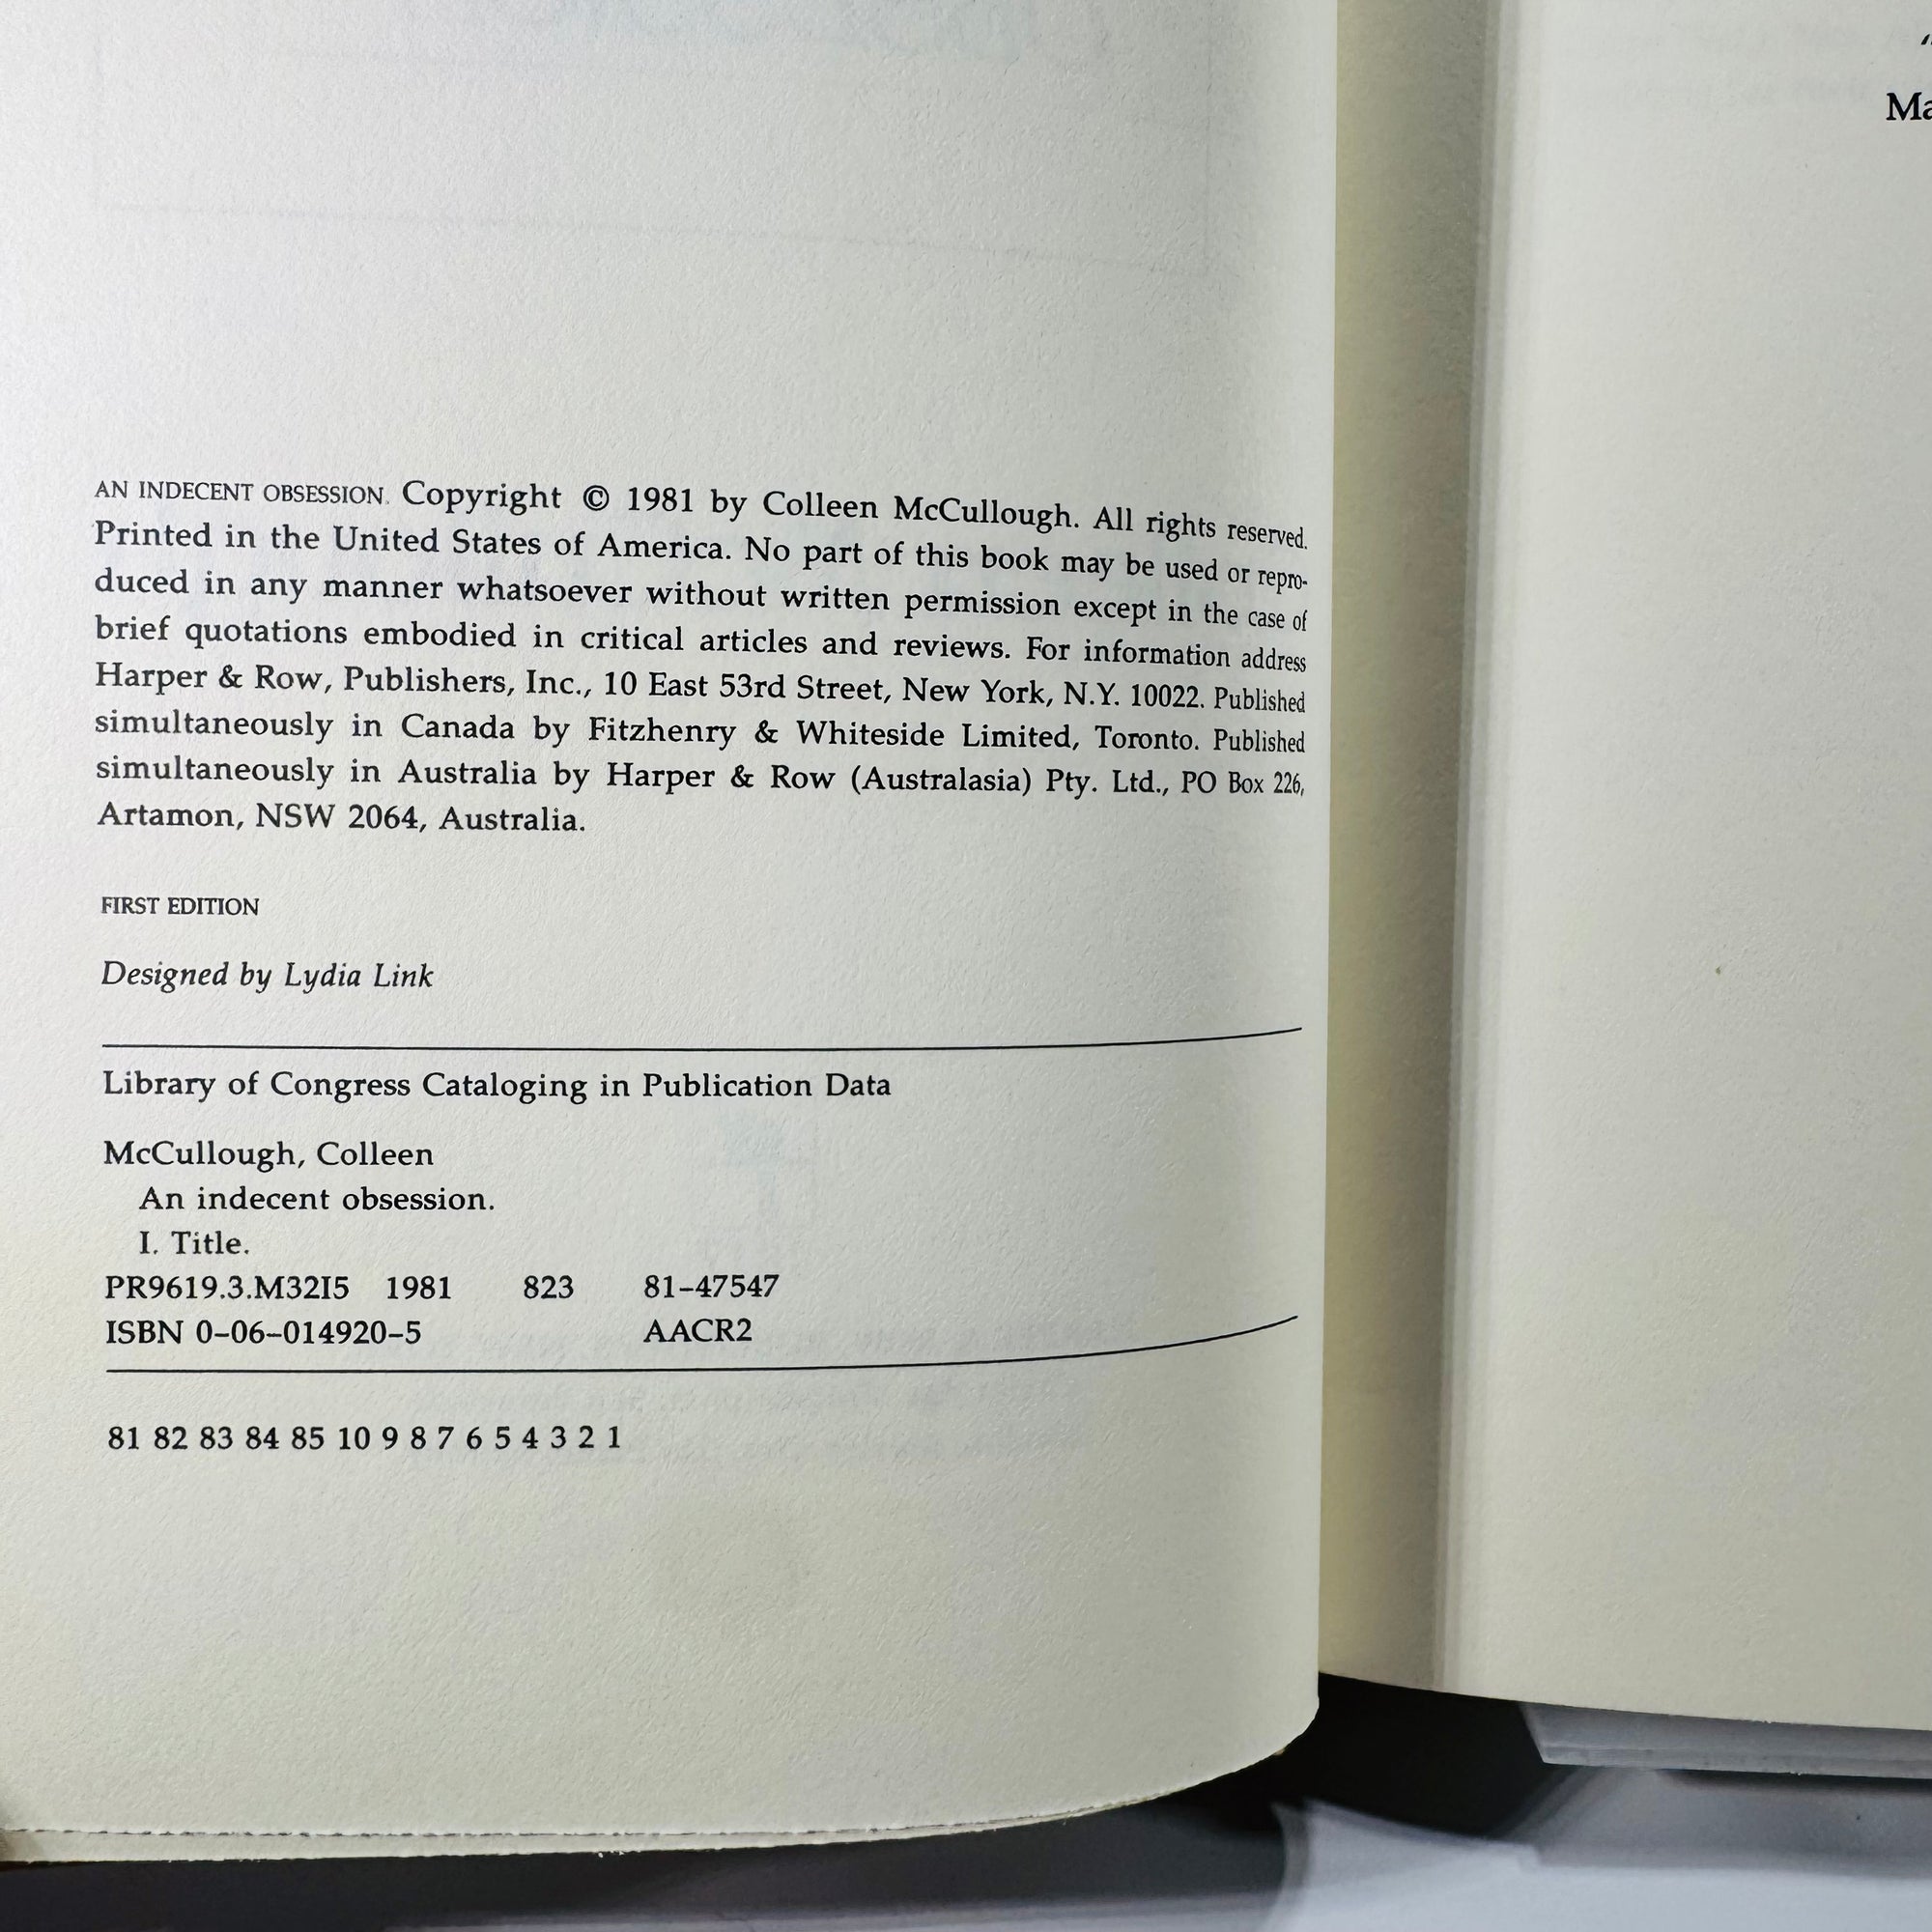 AN INDECENT OBSESSION. Copyright © 1981 by Colleen McCullough. All rights reserved.
Printed in the United States of America. No part of this book may be used or repro-
duced in any manner whatsoever without written permission except in the case of
brief quotations embodied in critical articles and reviews. For information address
Harper & Row, Publishers, Inc., 10 East 53rd Street, New York, N.Y. 10022. Published
simultaneously in Canada by Fitzhenry & Whiteside Limited, Toronto. Published
simultaneously in Australia by Harper & Row (Australasia) Pty. Ltd., PO Box 226,
Artamon, NSW 2064, Australia.
FIRST EDITION
Designed by Lydia Link
Library of Congress Cataloging in Publication Data
McCullough, Colleen
An indecent obsession.
I. Title.
PR9619.3.M32I5 1981 823 81–47547
ISBN 0–06–014920–5 AACR2
81 82 83 84 85 10 9 8 7 6 5 4 3 2 1